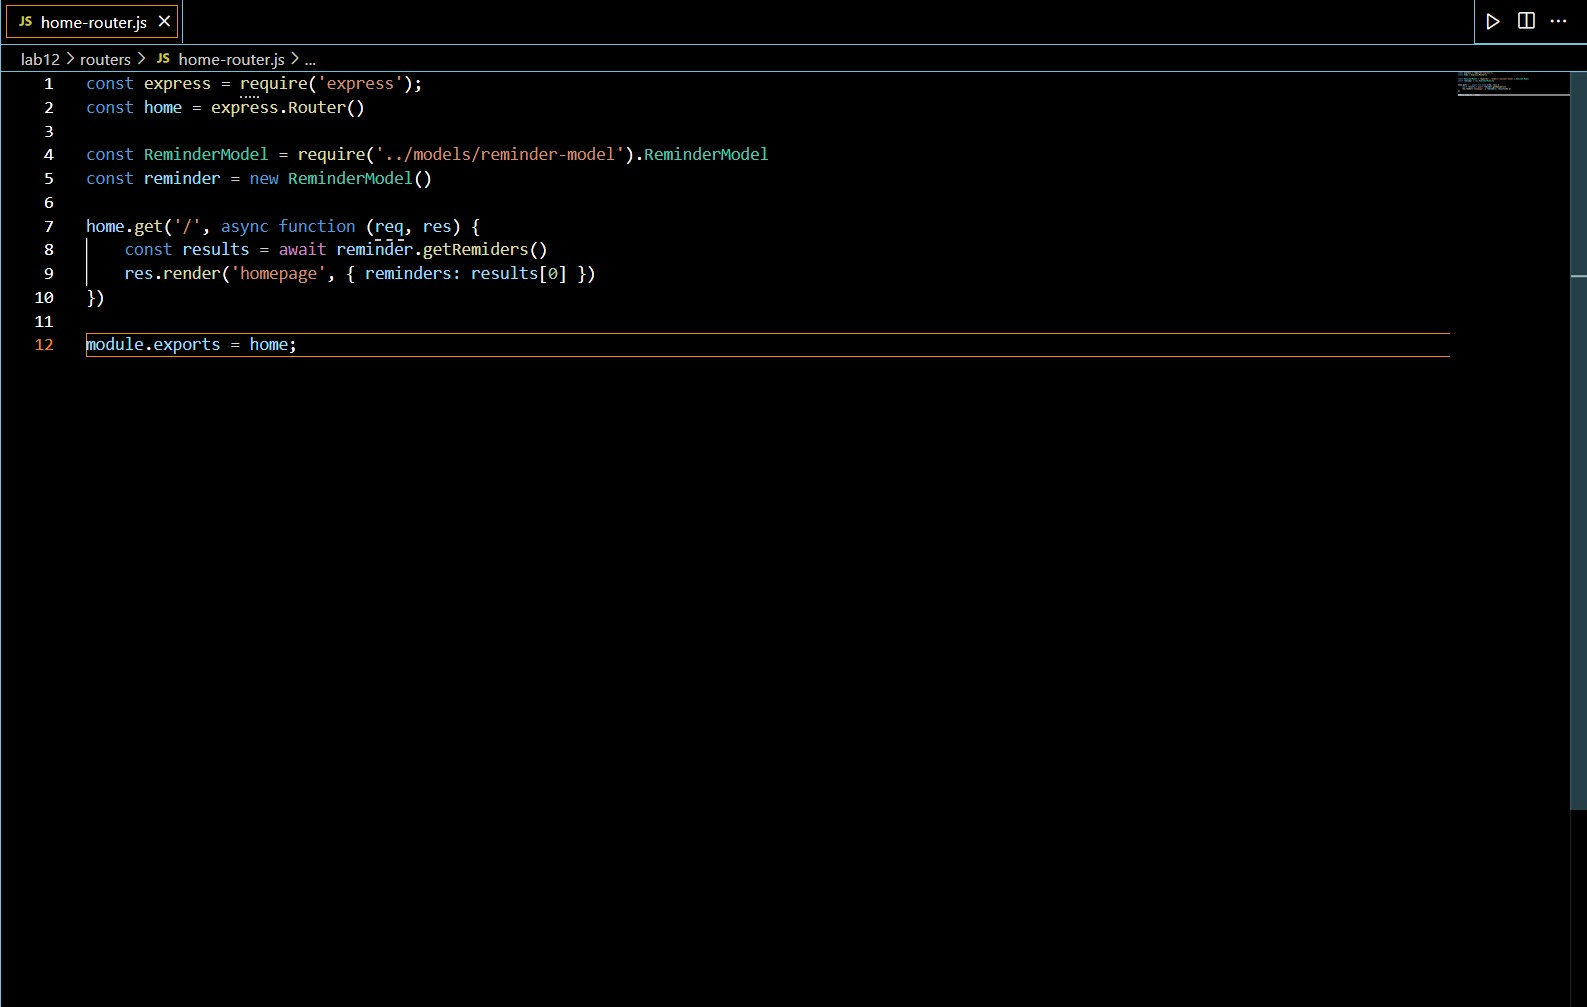 JS home-router.js ×
lab12 > routers > JS home-router.js > ...
1 const express = require('express');
2 const home = express.Router()
3
4 const ReminderModel = require('../models/reminder-model').ReminderModel
5 const reminder = new ReminderModel()
6
7 home.get('/', async function (req, res) {
8     const results = await reminder.getRemiders()
9     res.render('homepage', { reminders: results[0] })
10 })
11
12 module.exports = home;